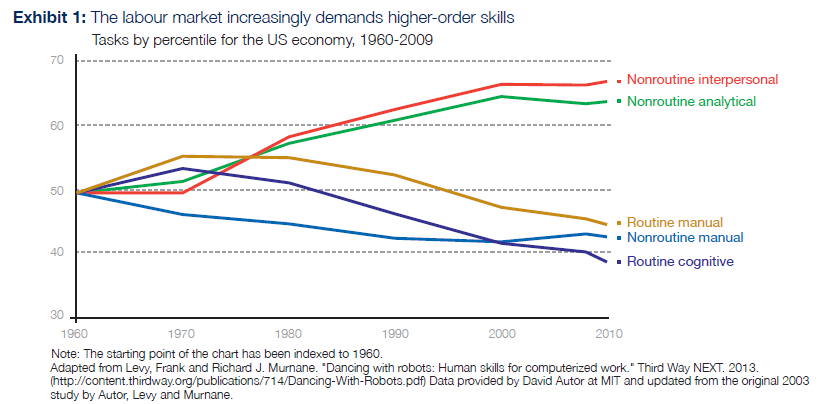 Exhibit 1: The labour market increasingly demands higher-order skills
Tasks by percentile for the US economy, 1960-2009
70
60
50
40
30
Nonroutine interpersonal
Nonroutine analytical
Routine manual
Nonroutine manual
Routine cognitive
1960 1970 1980 1990 2000 2010
Note: The starting point of the chart has been indexed to 1960.
Adapted from Levy, Frank and Richard J. Murnane. "Dancing with robots: Human skills for computerized work." Third Way NEXT. 2013.
(http://content.thirdway.org/publications/714/Dancing-With-Robots.pdf) Data provided by David Autor at MIT and updated from the original 2003
study by Autor, Levy and Murnane.